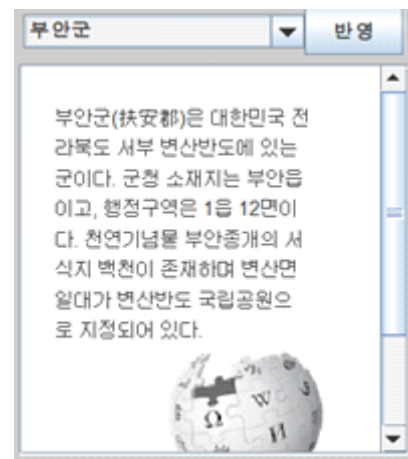 부안군
반영
부안군(扶安郡)은 대한민국 전
라북도 서부 변산반도에 있는
군이다. 군청 소재지는 부안읍
이고, 행정구역은 1읍 12면이
다. 천연기념물 부안종개의 서
식지 백천이 존재하며 변산면
일대가 변산반도 국립공원으
로 지정되어 있다.
Ω W И